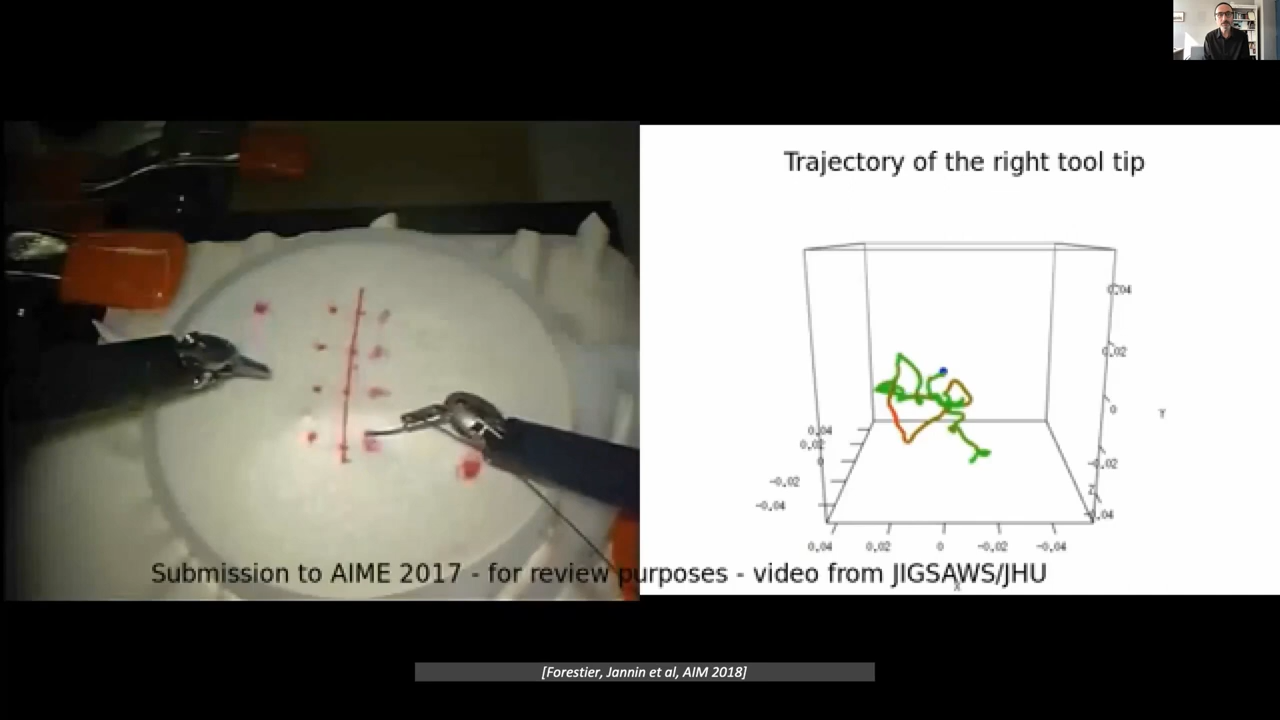 Trajectory of the right tool tip
0.04
0.02
0
Y
-0.02
Z
-0.04
0.04
0.02
0
-0.02
-0.04
0.04
0.02
0
-0.02
-0.04
X
Submission to AIME 2017 - for review purposes - video from JIGSAWS/JHU
[Forestier, Jannin et al, AIM 2018]